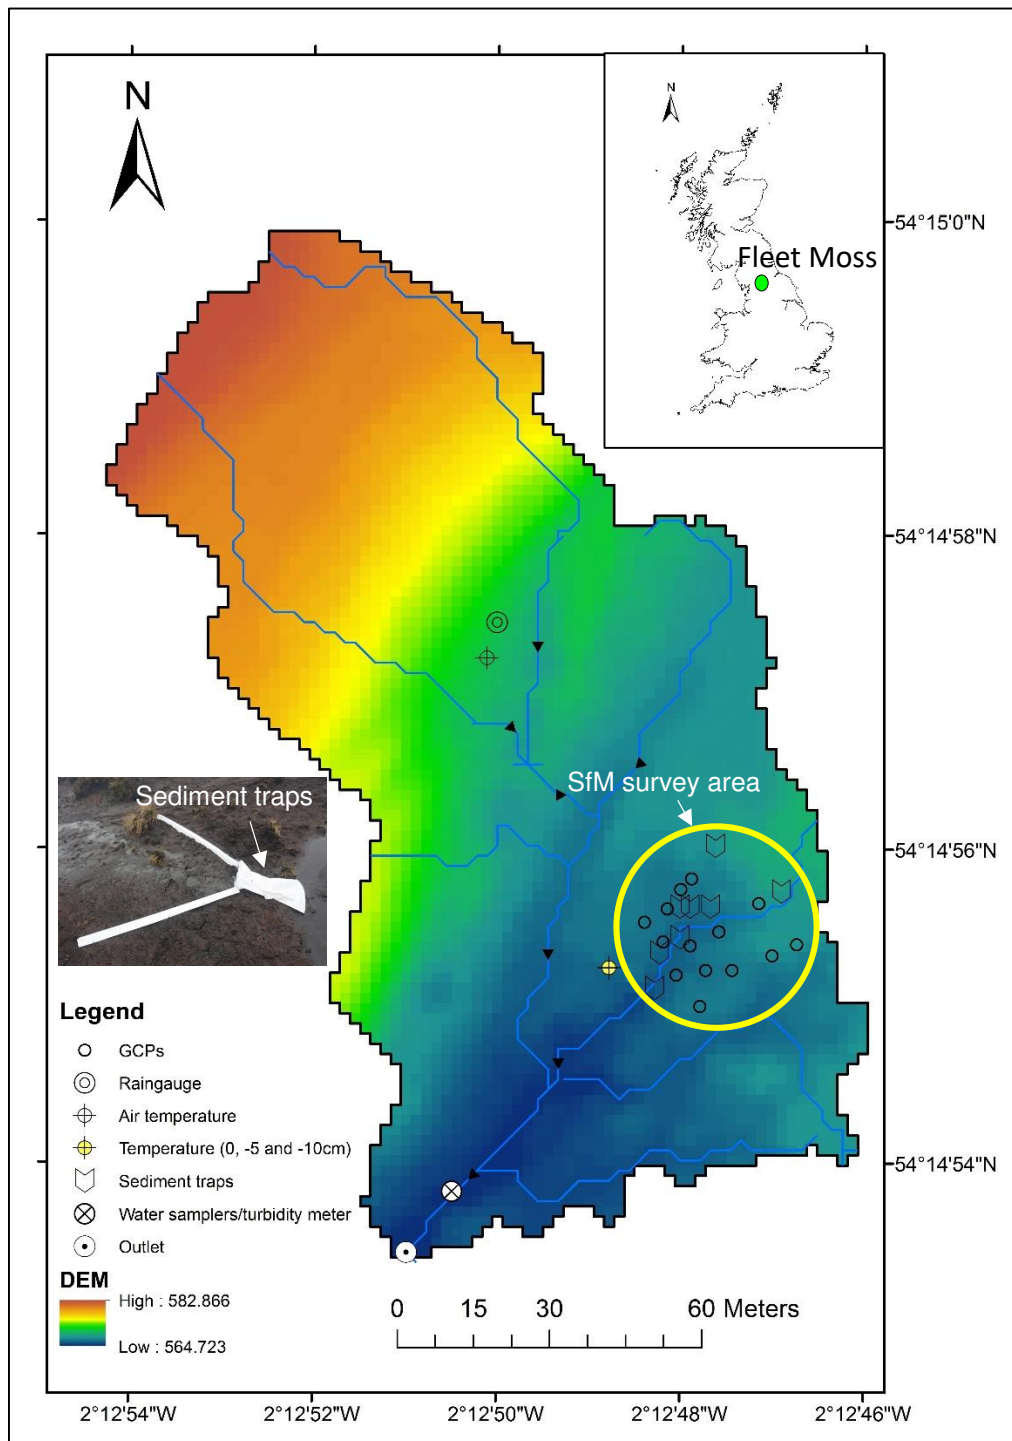 N
N
Fleet Moss
54°15'0"N
54°14'58"N
54°14'56"N
54°14'54"N
SfM survey area
Sediment traps
Legend
GCPs
Raingauge
Air temperature
Temperature (0, -5 and -10cm)
Sediment traps
Water samplers/turbidity meter
Outlet
DEM
High : 582.866
Low : 564.723
0 15 30 60 Meters
2°12'54"W 2°12'52"W 2°12'50"W 2°12'48"W 2°12'46"W